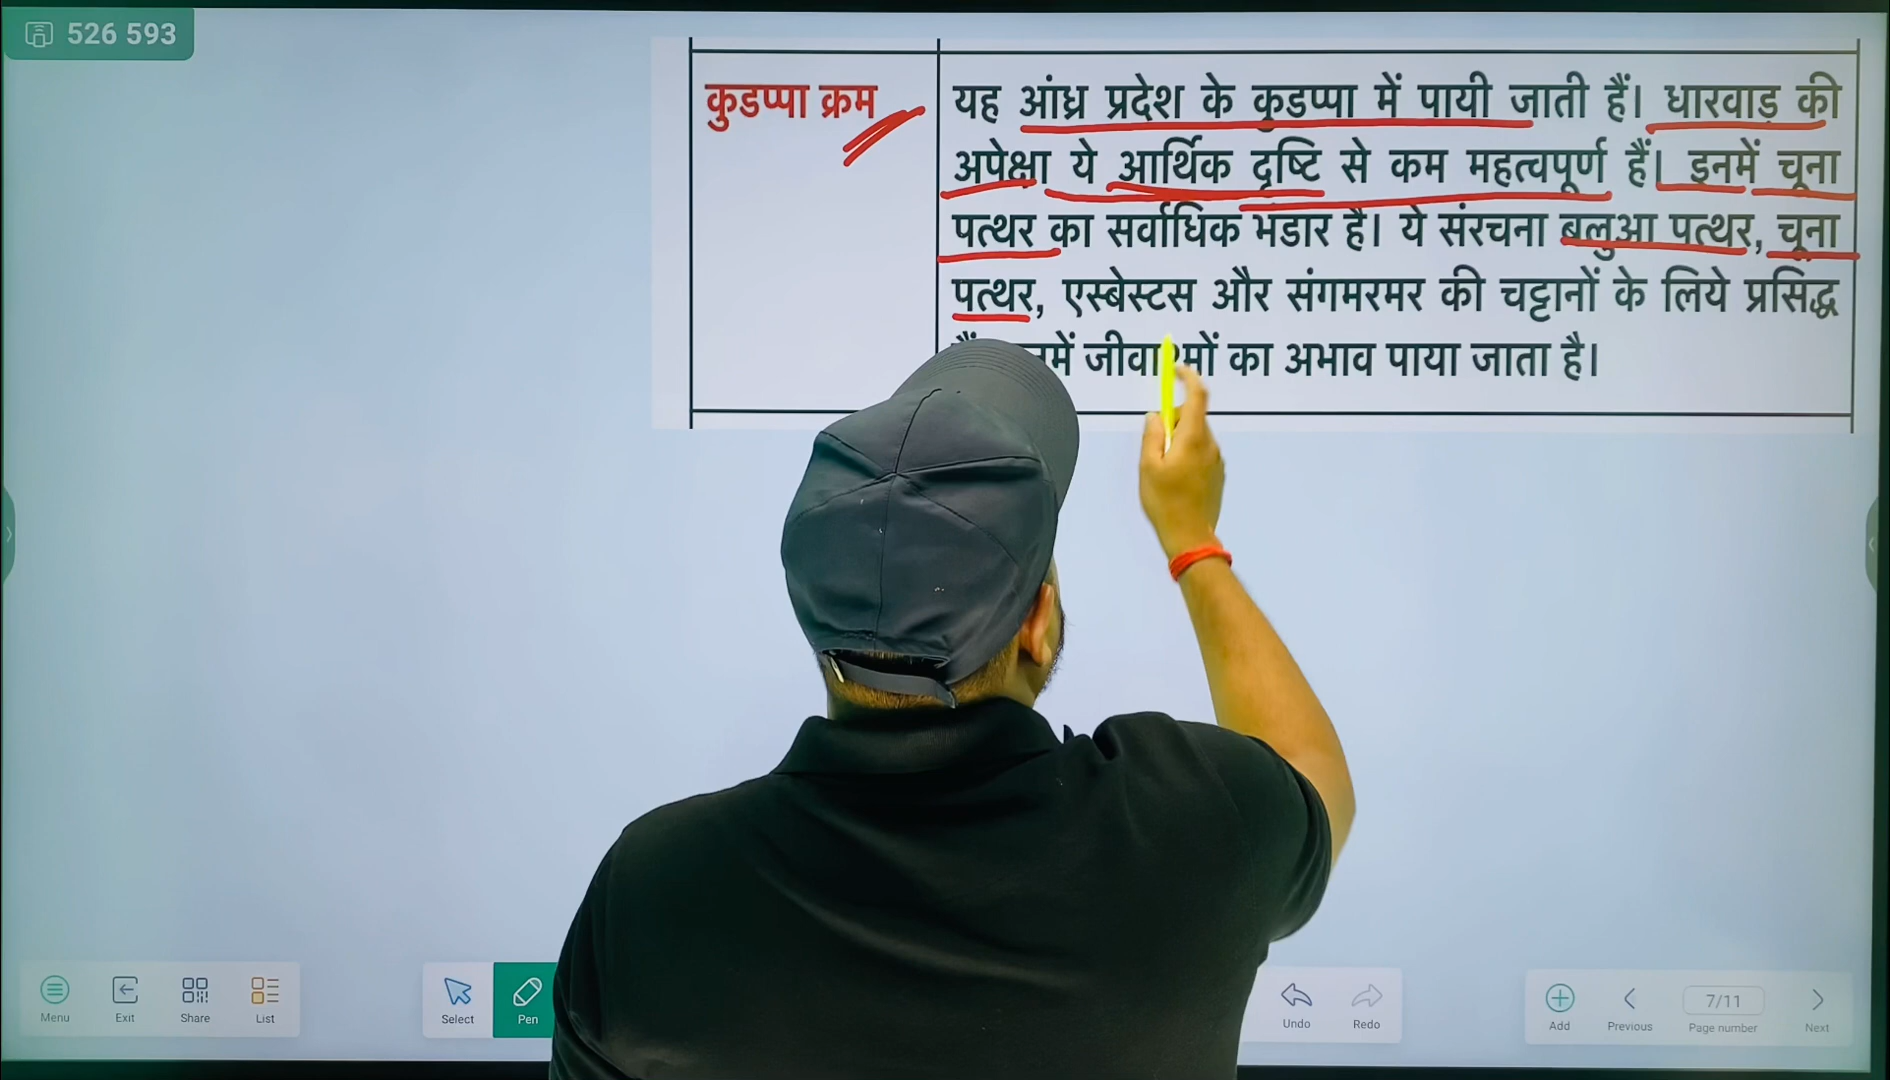 526 593
कुडप्पा क्रम
यह आंध्र प्रदेश के कुडप्पा में पायी जाती हैं। धारवाड़ की
अपेक्षा ये आर्थिक दृष्टि से कम महत्वपूर्ण हैं। इनमें चूना
पत्थर का सर्वाधिक भंडार है। ये संरचना बलुआ पत्थर, चूना
पत्थर, एस्बेस्टस और संगमरमर की चट्टानों के लिये प्रसिद्ध
का अभाव पाया जाता है।
Menu Exit Share List Select Pen Undo Redo Add Previous 7/11 Page number Next